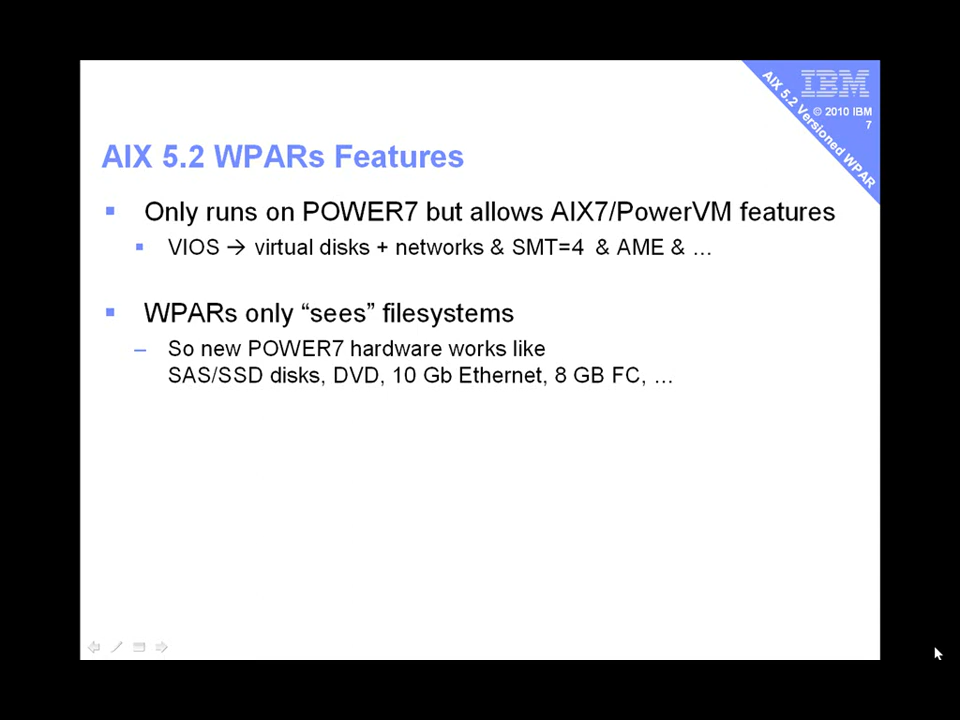 IBM
© 2010 IBM
7
AIX 5.2 Versioned WPAR
AIX 5.2 WPARs Features
Only runs on POWER7 but allows AIX7/PowerVM features
VIOS → virtual disks + networks & SMT=4 & AME & ...
WPARs only “sees” filesystems
– So new POWER7 hardware works like
SAS/SSD disks, DVD, 10 Gb Ethernet, 8 GB FC, ...